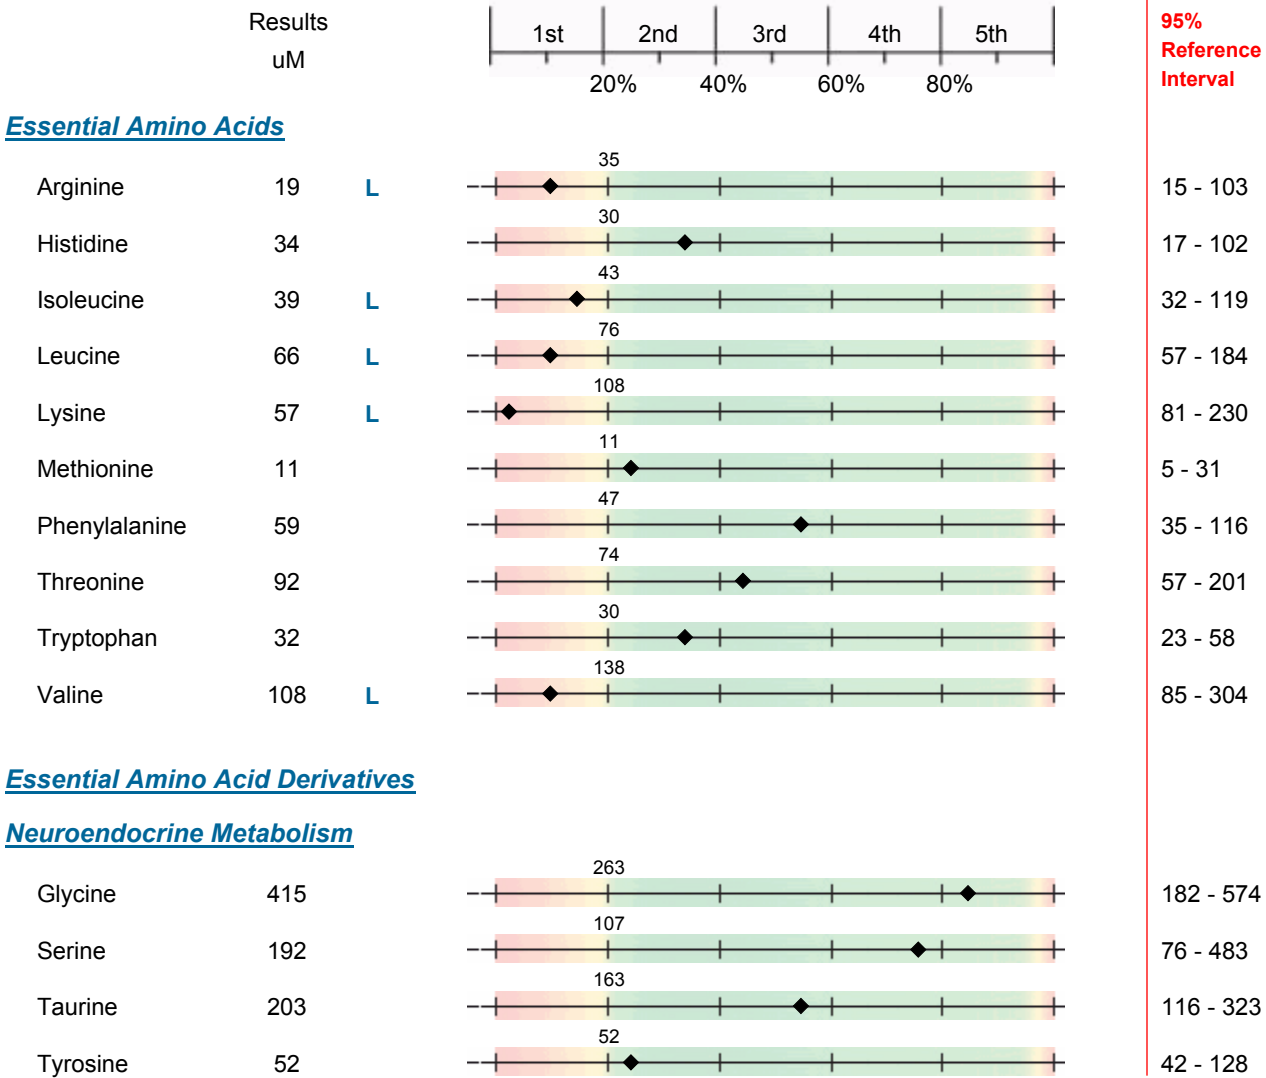 Results 1st 2nd 3rd 4th 5th 95%
uM Reference
20% 40% 60% 80% Interval
Essential Amino Acids
35
Arginine 19 L 15 - 103
30
Histidine 34 17 - 102
43
Isoleucine 39 L 32 - 119
76
Leucine 66 L 57 - 184
108
Lysine 57 L 81 - 230
11
Methionine 11 5 - 31
47
Phenylalanine 59 35 - 116
74
Threonine 92 57 - 201
30
Tryptophan 32 23 - 58
138
Valine 108 L 85 - 304
Essential Amino Acid Derivatives
Neuroendocrine Metabolism
263
Glycine 415 182 - 574
107
Serine 192 76 - 483
163
Taurine 203 116 - 323
52
Tyrosine 52 42 - 128